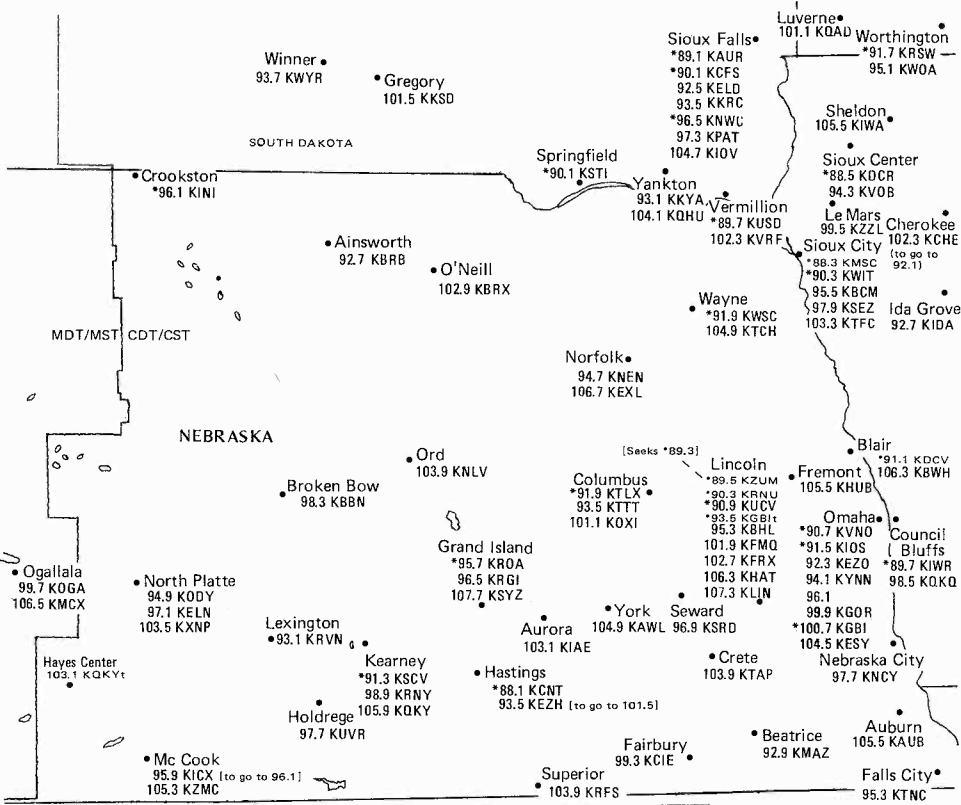 Luverne
101.1 KQAD
Worthington
*91.7 KRSW
95.1 KWOA
Sioux Falls
*89.1 KAUR
*90.1 KCFS
92.5 KELD
93.5 KKRC
*96.5 KNWC
97.3 KPAT
104.7 KIOV
Winner
93.7 KWYR
Gregory
101.5 KKSD
Sheldon
105.5 KIWA
SOUTH DAKOTA
Springfield
*90.1 KSTI
Sioux Center
*88.5 KDCR
94.3 KVOB
Crookston
*96.1 KINI
Yankton
93.1 KKYA
104.1 KQHU
Vermillion
*89.7 KUSD
102.3 KVRF
Le Mars
99.5 KZZL
Cherokee
102.3 KCHE
(to go to
92.1)
Sioux City
*88.3 KMSC
*90.3 KWIT
95.5 KBCM
97.9 KSEZ
103.3 KTFC
Ainsworth
92.7 KBRB
O'Neill
102.9 KBRX
Wayne
*91.9 KWSC
104.9 KTCH
Ida Grove
92.7 KIDA
MDT/MST CDT/CST
Norfolk
94.7 KNEN
106.7 KEXL
NEBRASKA
Ord
103.9 KNLV
[Seeks *89.3]
Blair
*91.1 KDCV
106.3 KBWH
Broken Bow
98.3 KBBN
Columbus
*91.9 KTLX
93.5 KTTT
101.1 KOXI
Lincoln
*89.5 KZUM
*90.3 KRNU
*90.9 KUCV
*93.5 KGBIt
95.3 KBHL
101.9 KFMQ
102.7 KFRX
106.3 KHAT
107.3 KLIN
Fremont
105.5 KHUB
Omaha
*90.7 KVNO
*91.5 KIOS
92.3 KEZO
94.1 KYNN
96.1
99.9 KGOR
*100.7 KGBI
104.5 KESY
Council
Bluffs
*89.7 KIWR
98.5 KQKQ
Grand Island
*95.7 KROA
96.5 KRGI
107.7 KSYZ
Ogallala
99.7 KOGA
106.5 KMCX
North Platte
94.9 KODY
97.1 KELN
103.5 KXNP
Lexington
93.1 KRVN
Aurora
103.1 KIAE
York
104.9 KAWL
Seward
96.9 KSRD
Hayes Center
103.1 KQKYt
Kearney
*91.3 KSCV
98.9 KRNY
105.9 KQKY
Hastings
*88.1 KCNT
93.5 KEZH [to go to 101.5]
Crete
103.9 KTAP
Nebraska City
97.7 KNCY
Holdrege
97.7 KUVR
Auburn
105.5 KAUB
Mc Cook
95.9 KICX [to go to 96.1]
105.3 KZMC
Fairbury
99.3 KCIE
Beatrice
92.9 KMAZ
Superior
103.9 KRFS
Falls City
95.3 KTNC